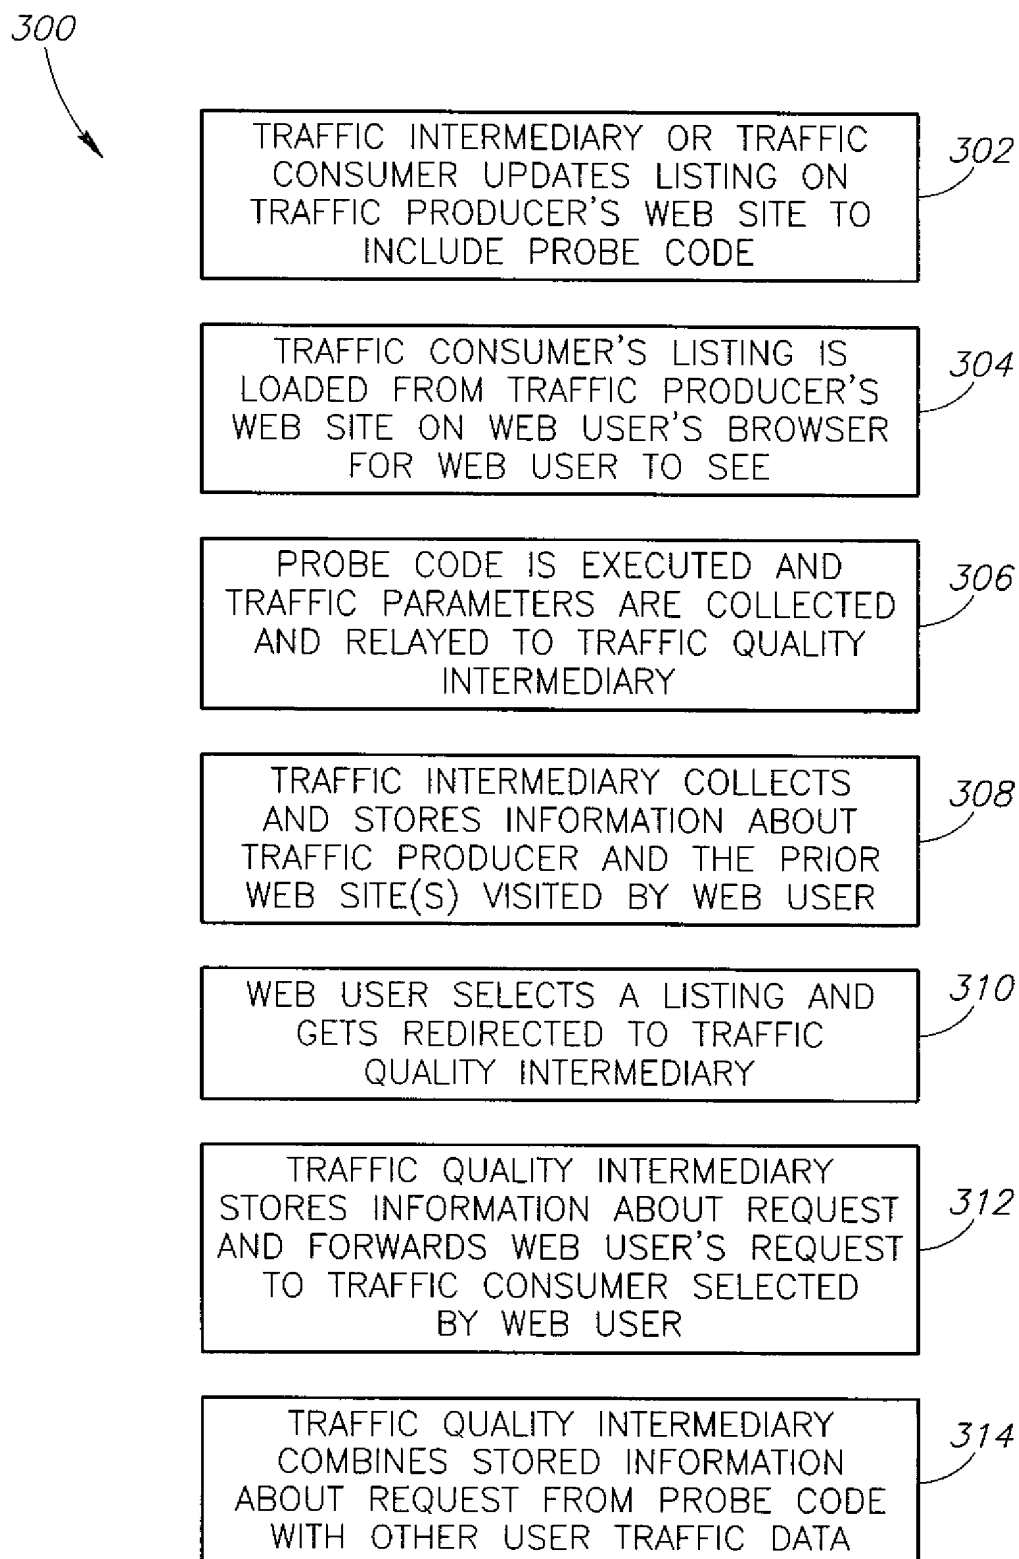 300
TRAFFIC INTERMEDIARY OR TRAFFIC
CONSUMER UPDATES LISTING ON
TRAFFIC PRODUCER'S WEB SITE TO
INCLUDE PROBE CODE
302
TRAFFIC CONSUMER'S LISTING IS
LOADED FROM TRAFFIC PRODUCER'S
WEB SITE ON WEB USER'S BROWSER
FOR WEB USER TO SEE
304
PROBE CODE IS EXECUTED AND
TRAFFIC PARAMETERS ARE COLLECTED
AND RELAYED TO TRAFFIC QUALITY
INTERMEDIARY
306
TRAFFIC INTERMEDIARY COLLECTS
AND STORES INFORMATION ABOUT
TRAFFIC PRODUCER AND THE PRIOR
WEB SITE(S) VISITED BY WEB USER
308
WEB USER SELECTS A LISTING AND
GETS REDIRECTED TO TRAFFIC
QUALITY INTERMEDIARY
310
TRAFFIC QUALITY INTERMEDIARY
STORES INFORMATION ABOUT REQUEST
AND FORWARDS WEB USER'S REQUEST
TO TRAFFIC CONSUMER SELECTED
BY WEB USER
312
TRAFFIC QUALITY INTERMEDIARY
COMBINES STORED INFORMATION
ABOUT REQUEST FROM PROBE CODE
WITH OTHER USER TRAFFIC DATA
314